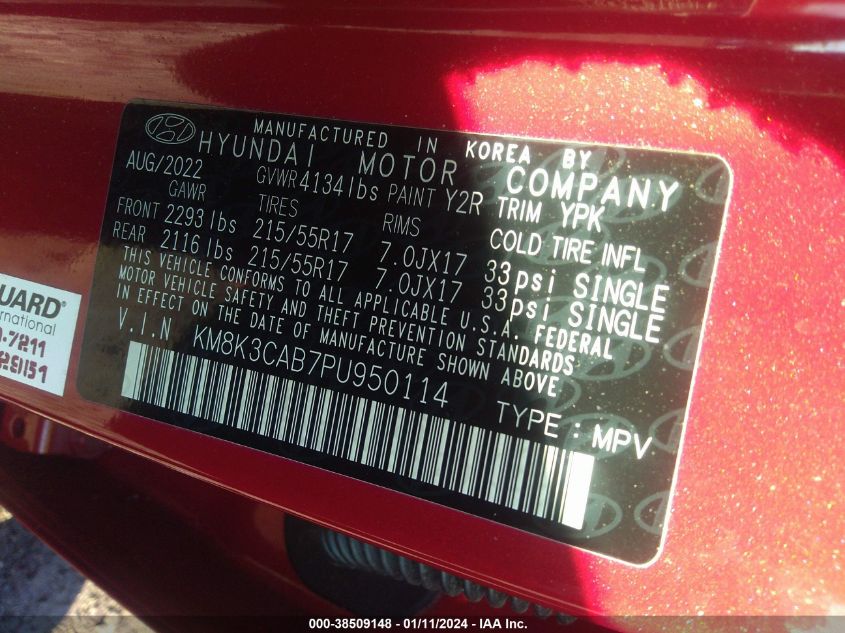 MANUFACTURED IN KOREA BY
HYUNDAI MOTOR COMPANY
AUG/2022 GVWR 4134 lbs PAINT Y2R TRIM YPK
GAWR TIRES RIMS COLD TIRE INFL
FRONT 2293 lbs 215/55R17 7.0JX17 33psi SINGLE
REAR 2116 lbs 215/55R17 7.0JX17 33psi SINGLE
THIS VEHICLE CONFORMS TO ALL APPLICABLE U.S.A. FEDERAL
MOTOR VEHICLE SAFETY AND THEFT PREVENTION STANDARDS
IN EFFECT ON THE DATE OF MANUFACTURE SHOWN ABOVE.
V.I.N KM8K3CAB7PU950114
TYPE : MPV
GUARD
000-38509148 - 01/11/2024 - IAA Inc.